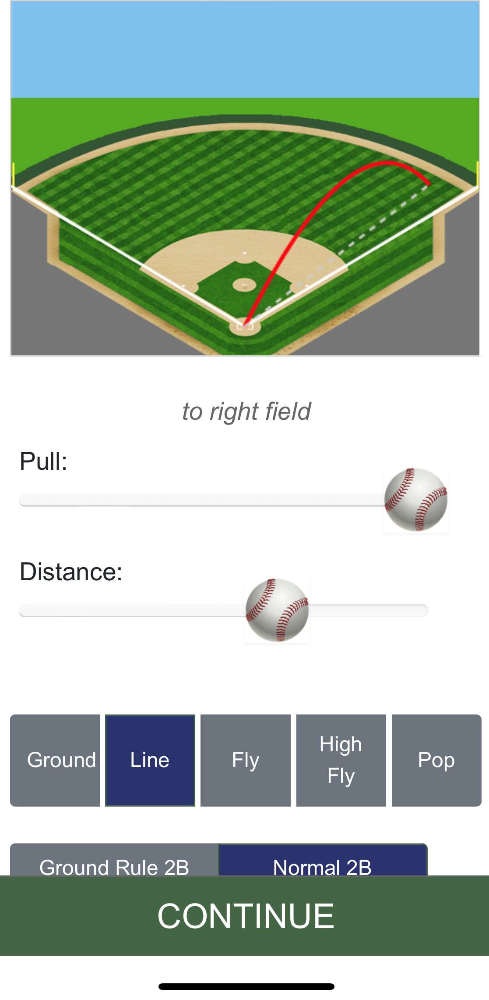 to right field
Pull:
Distance:
Ground
Line
Fly
High
Fly
Pop
Ground Rule 2B
Normal 2B
CONTINUE